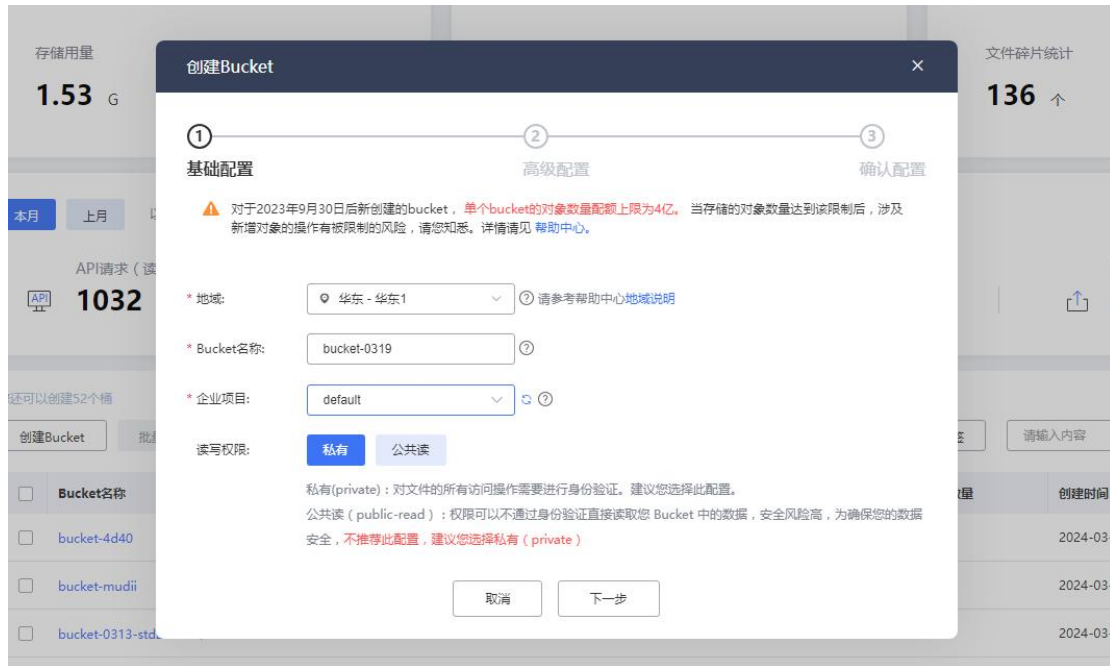 存储用量
1.53 G
文件碎片统计
136 个
创建Bucket
1
2
3
基础配置
高级配置
确认配置
对于2023年9月30日后新创建的bucket，单个bucket的对象数量配额上限为4亿。当存储的对象数量达到该限制后，涉及
新增对象的操作有被限制的风险，请您知悉。详情请见 帮助中心。
本月
上月
API请求（读
API
1032
* 地域:
华东 - 华东1
? 请参考帮助中心地域说明
* Bucket名称:
bucket-0319
?
还可以创建52个桶
* 企业项目:
default
?
创建Bucket
读写权限:
私有
公共读
请输入内容
私有(private)：对文件的所有访问操作需要进行身份验证。建议您选择此配置。
公共读（public-read）：权限可以不通过身份验证直接读取您 Bucket 中的数据，安全风险高，为确保您的数据
安全，不推荐此配置，建议您选择私有（private）
Bucket名称
量
创建时间
bucket-4d40
2024-03-
bucket-mudii
2024-03-
取消
下一步
bucket-0313-std
2024-03-